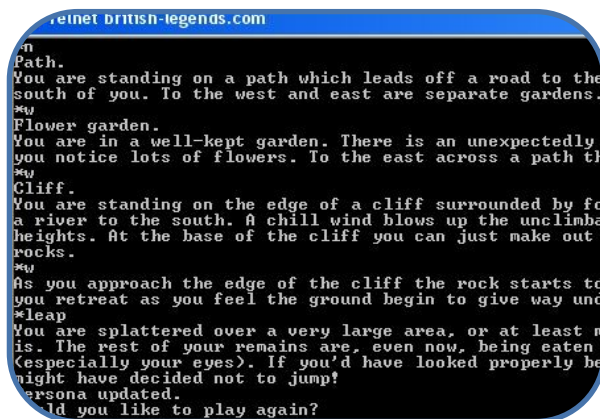 Telnet british-legends.com
*n
Path.
You are standing on a path which leads off a road to the
south of you. To the west and east are separate gardens.
*w
Flower garden.
You are in a well-kept garden. There is an unexpectedly
you notice lots of flowers. To the east across a path th
*w
Cliff.
You are standing on the edge of a cliff surrounded by fo
a river to the south. A chill wind blows up the unclimba
heights. At the base of the cliff you can just make out
rocks.
*w
As you approach the edge of the cliff the rock starts to
you retreat as you feel the ground begin to give way und
*leap
You are splattered over a very large area, or at least m
is. The rest of your remains are, even now, being eaten
(especially your eyes). If you'd have looked properly be
might have decided not to jump!
ersona updated.
ld you like to play again?